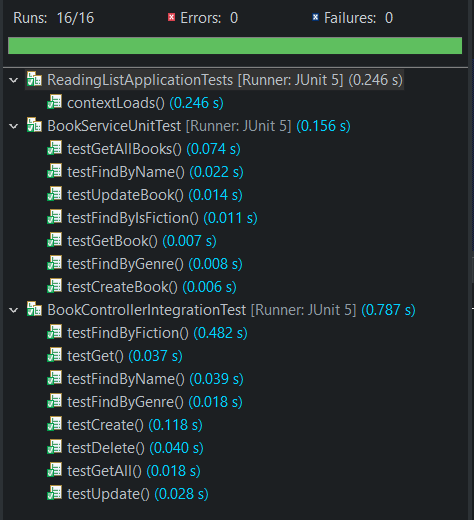 Runs: 16/16 Errors: 0 Failures: 0
ReadingListApplicationTests [Runner: JUnit 5] (0.246 s)
contextLoads() (0.246 s)
BookServiceUnitTest [Runner: JUnit 5] (0.156 s)
testGetAllBooks() (0.074 s)
testFindByName() (0.022 s)
testUpdateBook() (0.014 s)
testFindByIsFiction() (0.011 s)
testGetBook() (0.007 s)
testFindByGenre() (0.008 s)
testCreateBook() (0.006 s)
BookControllerIntegrationTest [Runner: JUnit 5] (0.787 s)
testFindByFiction() (0.482 s)
testGet() (0.037 s)
testFindByName() (0.039 s)
testFindByGenre() (0.018 s)
testCreate() (0.118 s)
testDelete() (0.040 s)
testGetAll() (0.018 s)
testUpdate() (0.028 s)